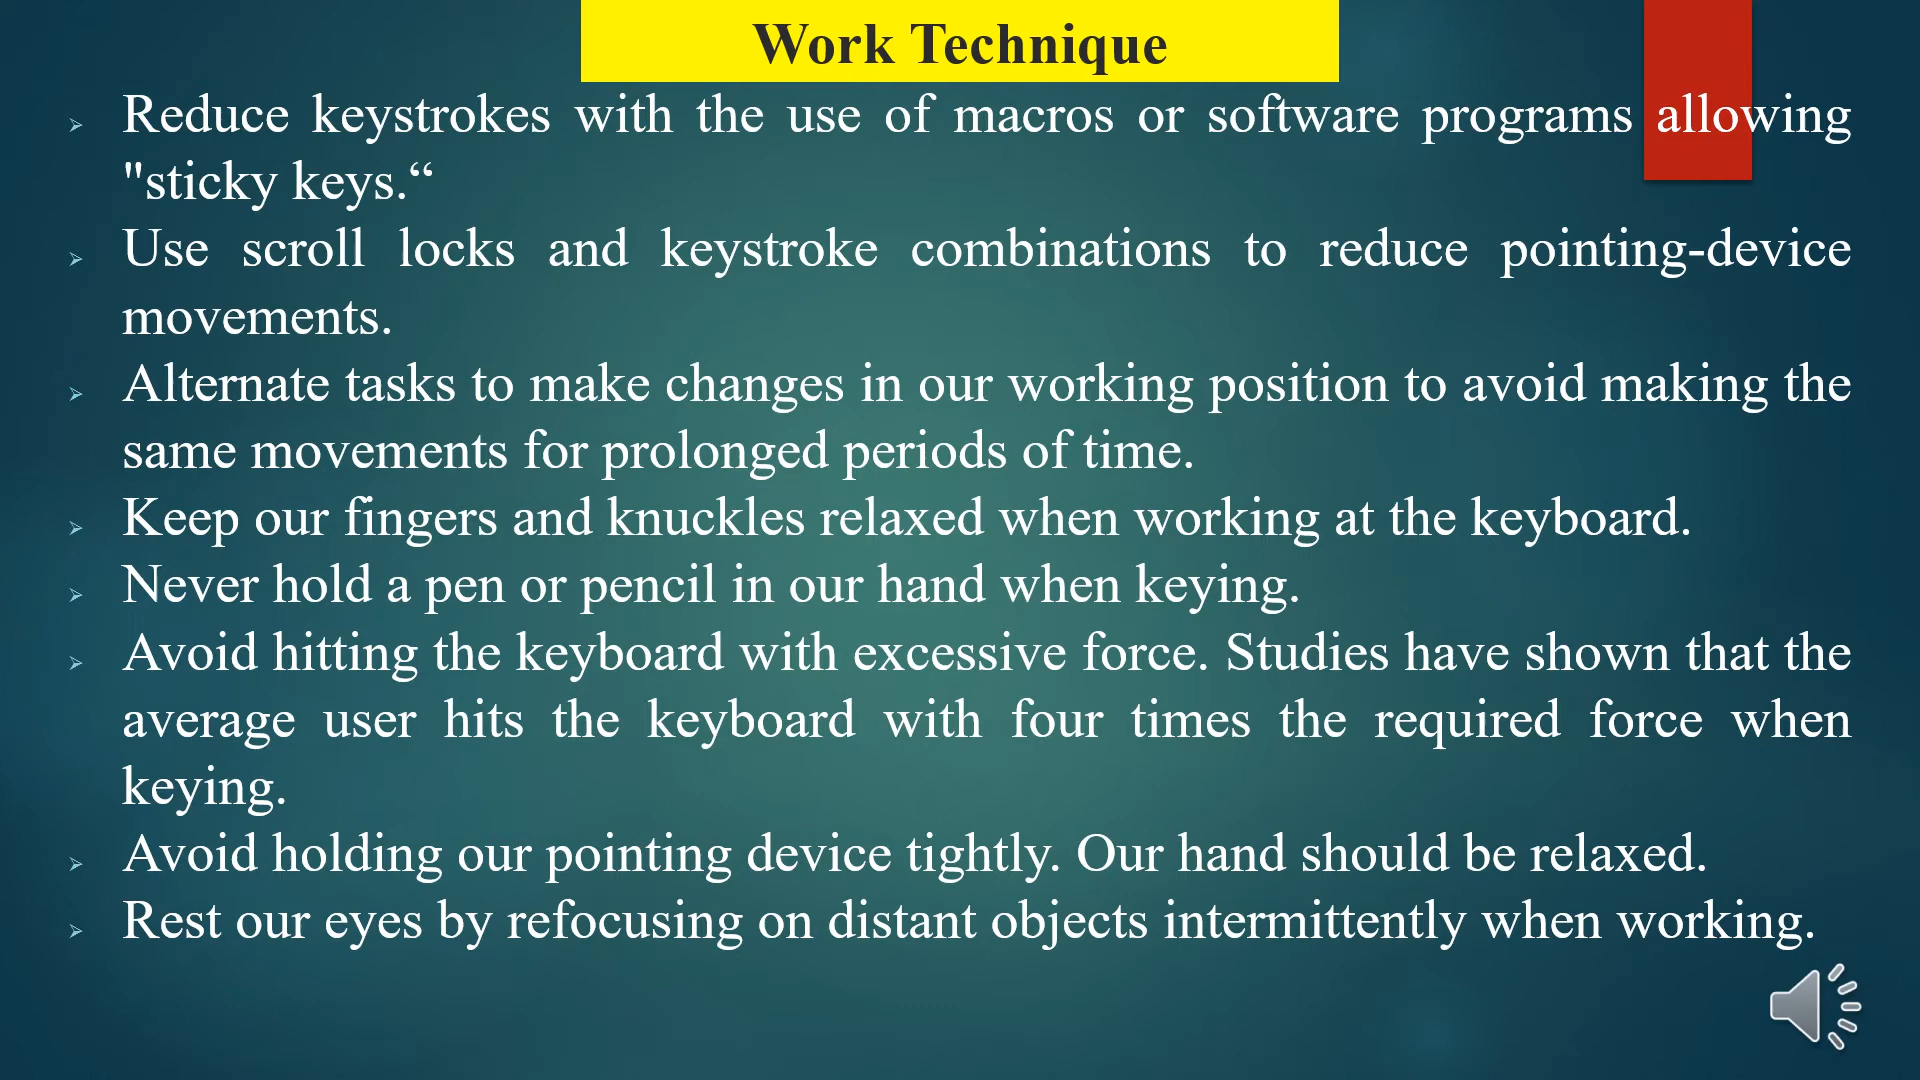 Work Technique
Reduce keystrokes with the use of macros or software programs allowing
"sticky keys.“
Use scroll locks and keystroke combinations to reduce pointing-device
movements.
Alternate tasks to make changes in our working position to avoid making the
same movements for prolonged periods of time.
Keep our fingers and knuckles relaxed when working at the keyboard.
Never hold a pen or pencil in our hand when keying.
Avoid hitting the keyboard with excessive force. Studies have shown that the
average user hits the keyboard with four times the required force when
keying.
Avoid holding our pointing device tightly. Our hand should be relaxed.
Rest our eyes by refocusing on distant objects intermittently when working.